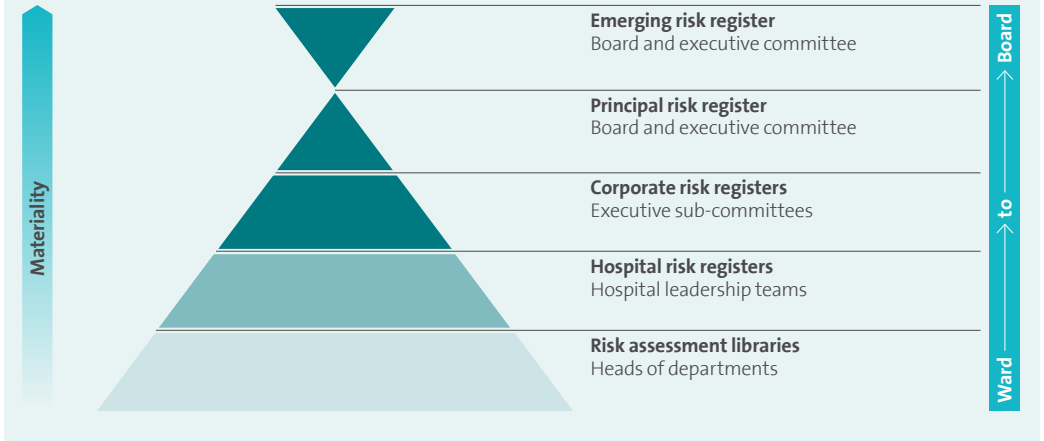 Materiality
Emerging risk register
Board and executive committee
Principal risk register
Board and executive committee
Corporate risk registers
Executive sub-committees
Hospital risk registers
Hospital leadership teams
Risk assessment libraries
Heads of departments
Ward to Board